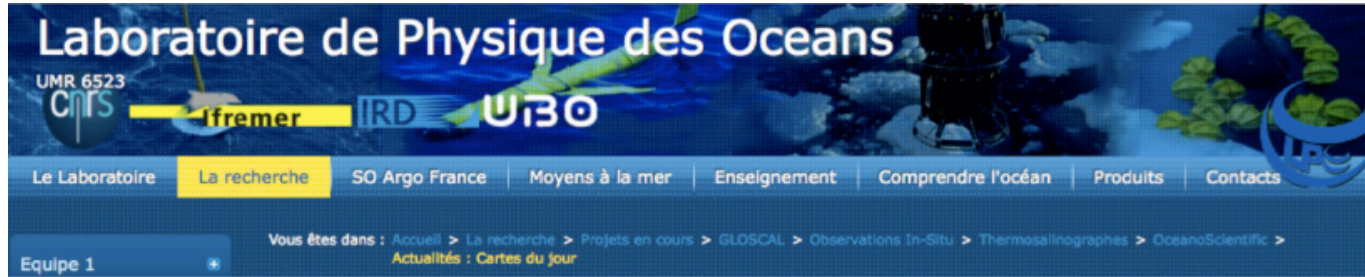 Laboratoire de Physique des Oceans
UMR 6523
cnrs
Ifremer IRD UBO
LPO
Le Laboratoire La recherche SO Argo France Moyens à la mer Enseignement Comprendre l'océan Produits Contacts
Vous êtes dans : Accueil > La recherche > Projets en cours > GLOSCAL > Observations In-Situ > Thermosalinographes > OceanoScientific >
Actualités : Cartes du jour
Equipe 1